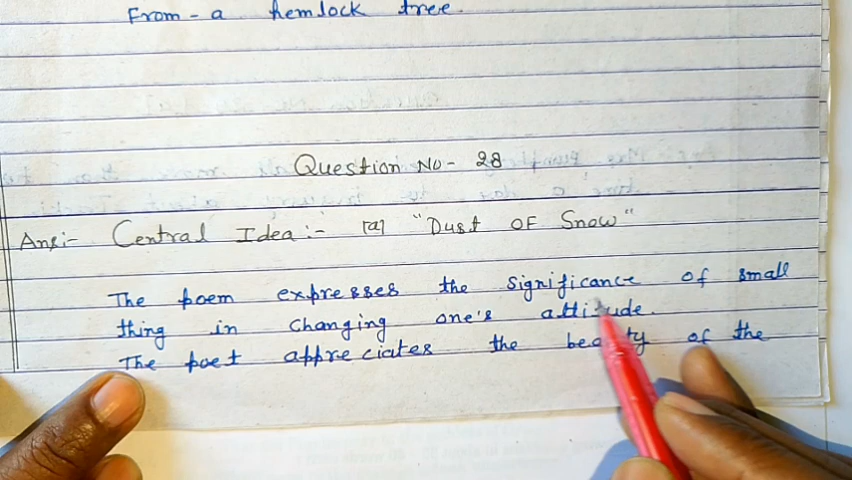 From - a hemlock tree.
Question No - 28
Ans:- Central Idea:- [a] "Dust OF Snow"
The poem expresses the significance of small
thing in changing one's attitude.
The poet appreciates the beauty of the